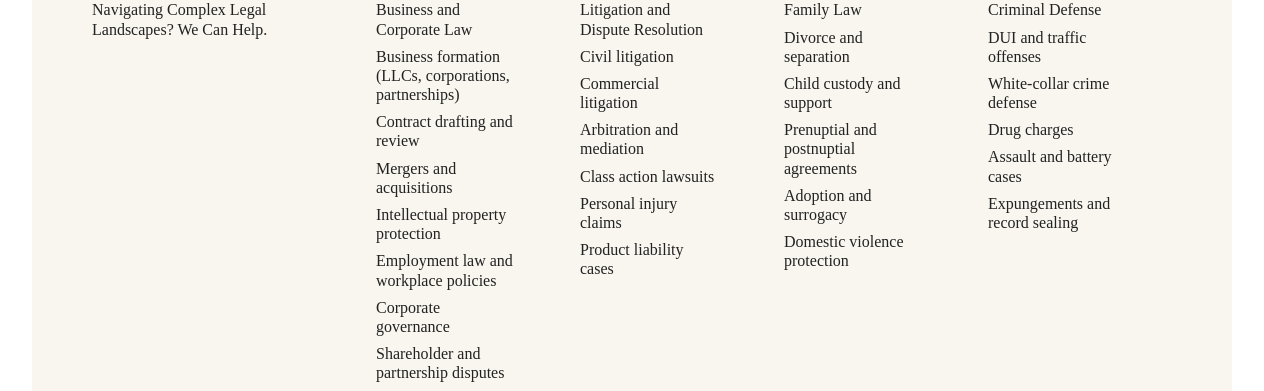 Navigating Complex Legal
Landscapes? We Can Help.
Business and
Corporate Law
Business formation
(LLCs, corporations,
partnerships)
Contract drafting and
review
Mergers and
acquisitions
Intellectual property
protection
Employment law and
workplace policies
Corporate
governance
Shareholder and
partnership disputes
Litigation and
Dispute Resolution
Civil litigation
Commercial
litigation
Arbitration and
mediation
Class action lawsuits
Personal injury
claims
Product liability
cases
Family Law
Divorce and
separation
Child custody and
support
Prenuptial and
postnuptial
agreements
Adoption and
surrogacy
Domestic violence
protection
Criminal Defense
DUI and traffic
offenses
White-collar crime
defense
Drug charges
Assault and battery
cases
Expungements and
record sealing